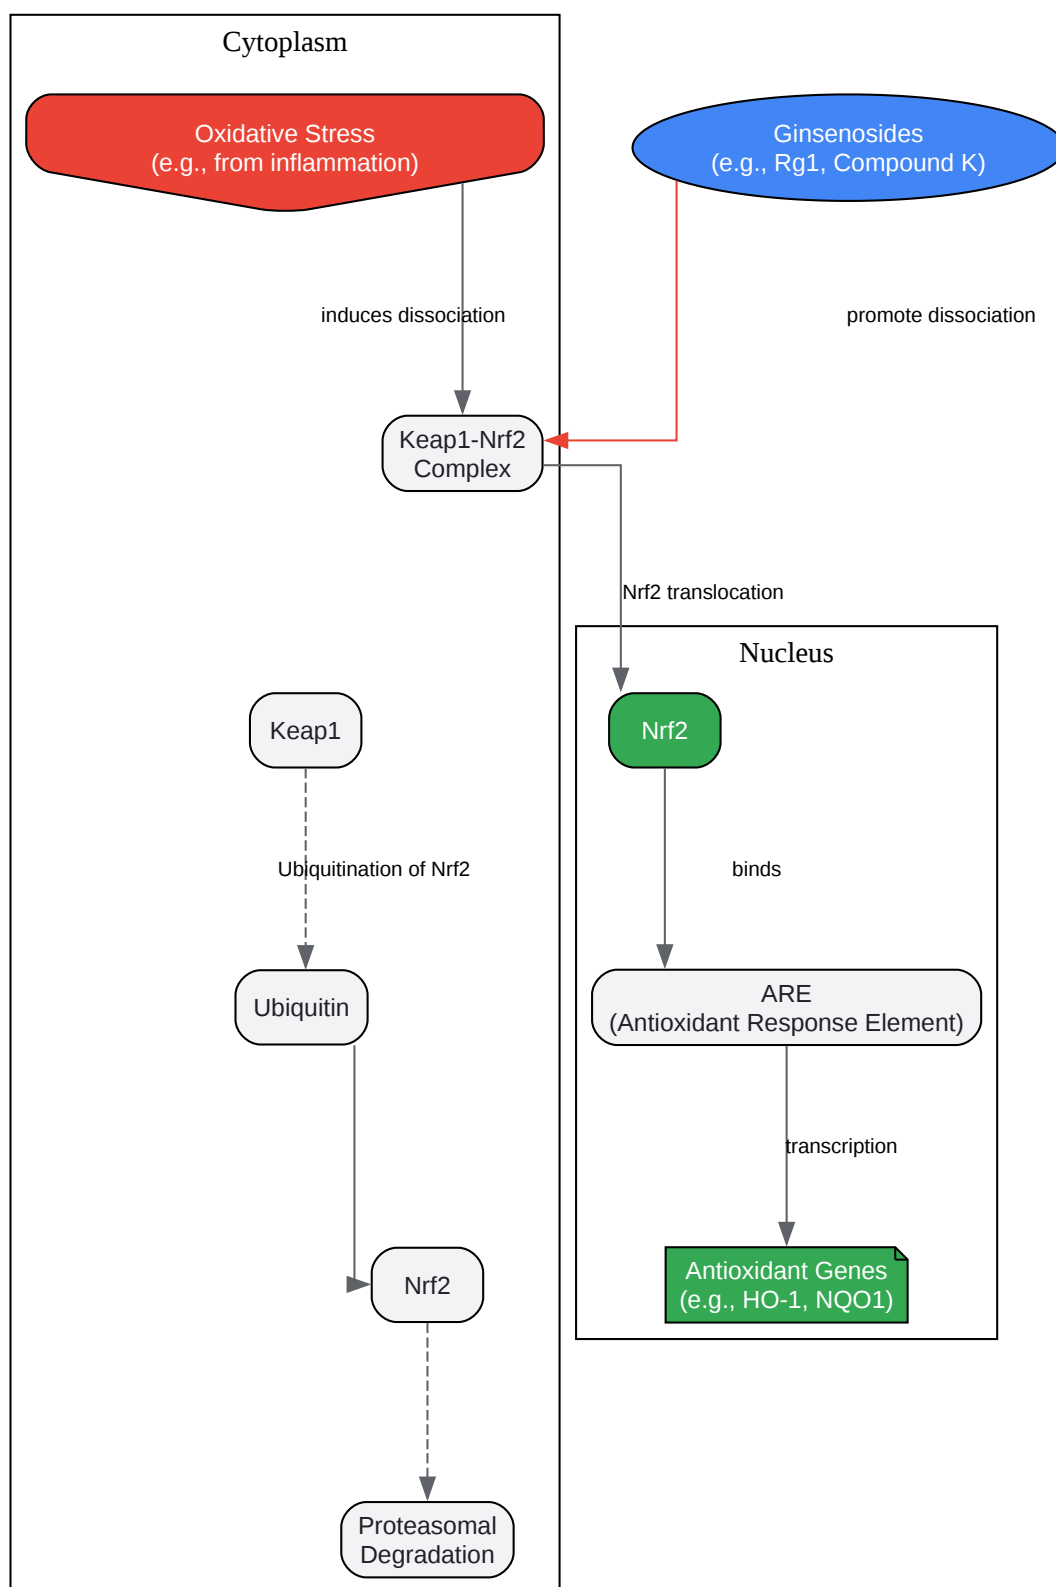 Cytoplasm
Oxidative Stress
(e.g., from inflammation)
Ginsenosides
(e.g., Rg1, Compound K)
induces dissociation
promote dissociation
Keap1-Nrf2
Complex
Nrf2 translocation
Nucleus
Keap1
Nrf2
Ubiquitination of Nrf2
binds
Ubiquitin
ARE
(Antioxidant Response Element)
transcription
Nrf2
Antioxidant Genes
(e.g., HO-1, NQO1)
Proteasomal
Degradation